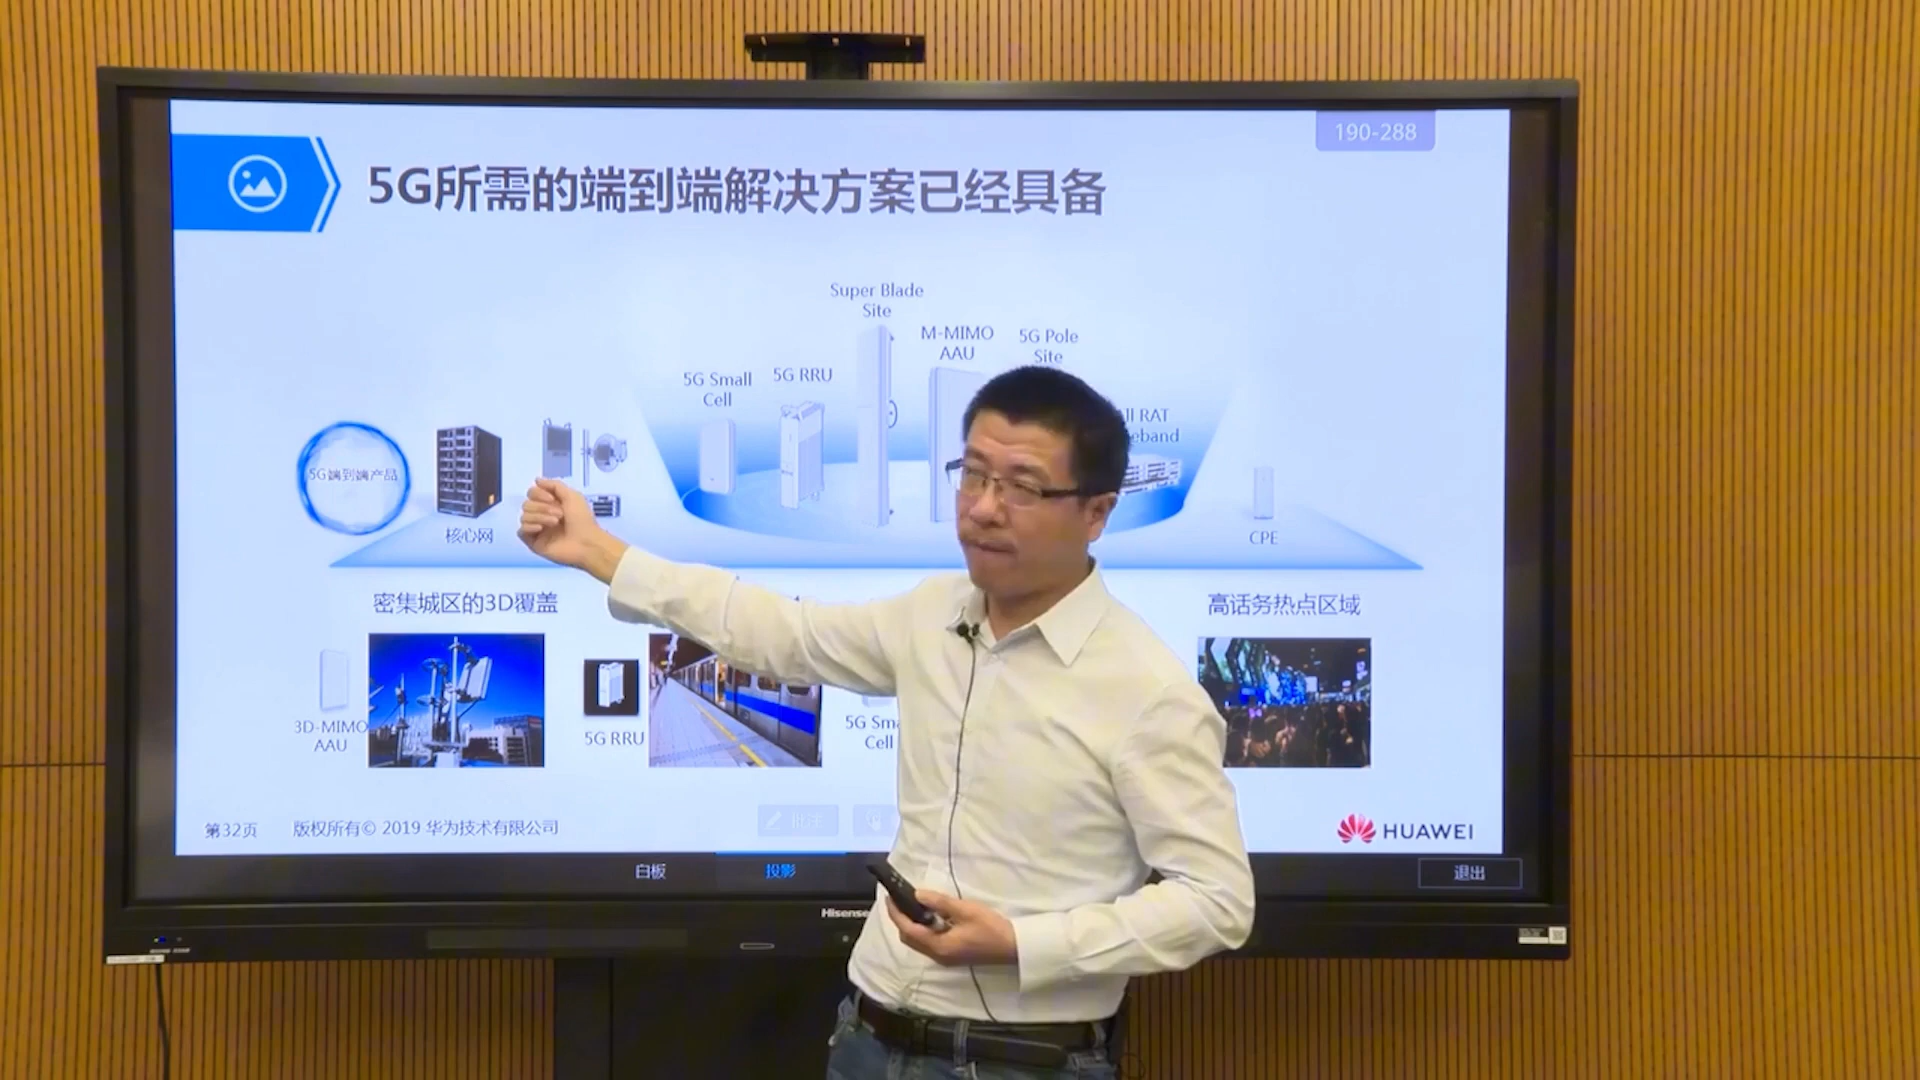 190-288
5G所需的端到端解决方案已经具备
Super Blade
Site
M-MIMO
AAU
5G Pole
Site
5G Small
Cell
5G RRU
RAT
5G端到端产品
核心网
CPE
密集城区的3D覆盖
高话务热点区域
3D-MIMO
AAU
5G RRU
5G
Cell
第32页
版权所有© 2019 华为技术有限公司
批注
HUAWEI
白板
投影
退出
Hisense